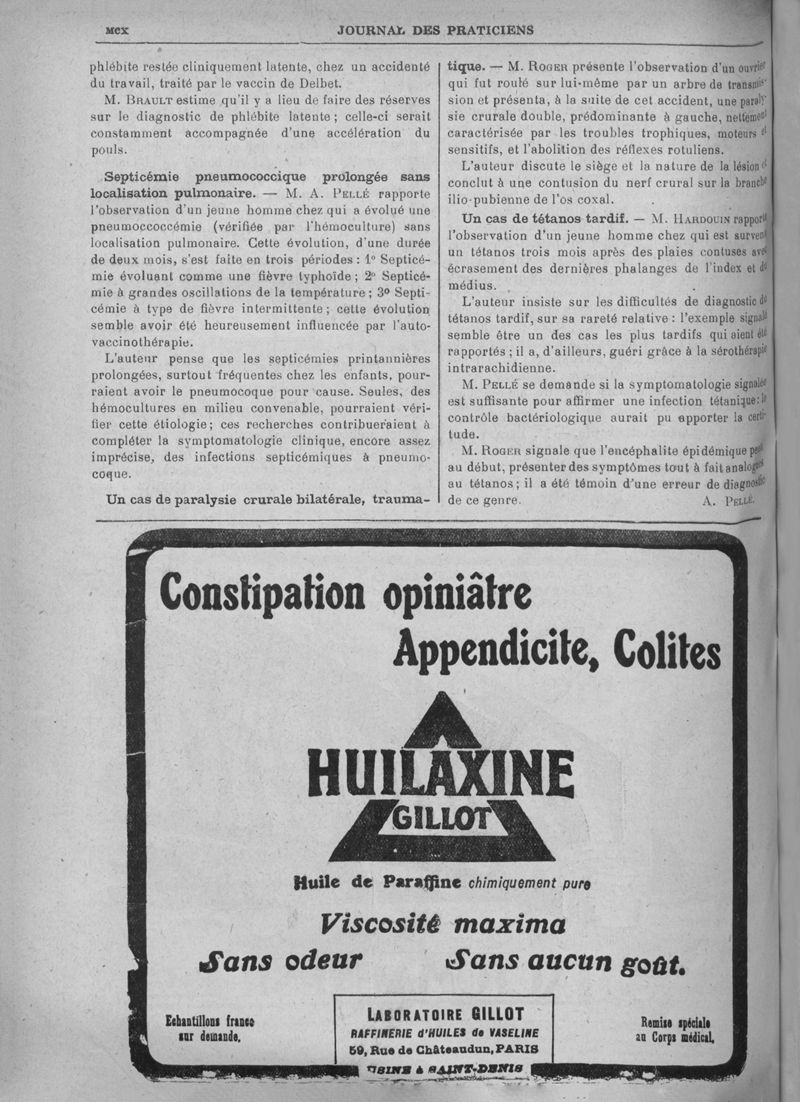 MCX
JOURNAL DES PRATICIENS
phlébite restée cliniquement latente, chez un accidenté
du travail, traité par le vaccin de Delbet.
M. BRAULT estime qu'il y a lieu de faire des réserves
sur le diagnostic de phlébite latente ; celle-ci serait
constamment accompagnée d'une accélération du
pouls.
Septicémie pneumococcique prolongée sans
localisation pulmonaire. — M. A. PELLÉ rapporte
l'observation d'un jeune homme chez qui a évolué une
pneumoccoccémie (vérifiée par l'hémoculture) sans
localisation pulmonaire. Cette évolution, d'une durée
de deux mois, s'est faite en trois périodes : 1º Septicé-
mie évoluant comme une fièvre typhoïde ; 2º Septicé-
mie à grandes oscillations de la température ; 3º Septi-
cémie à type de fièvre intermittente ; cette évolution
semble avoir été heureusement influencée par l'auto-
vaccinothérapie.
L'auteur pense que les septicémies printannières
prolongées, surtout fréquentes chez les enfants, pour-
raient avoir le pneumocoque pour cause. Seules, des
hémocultures en milieu convenable, pourraient véri-
fier cette étiologie ; ces recherches contribueraient à
compléter la symptomatologie clinique, encore assez
imprécise, des infections septicémiques à pneumo-
coque.
Un cas de paralysie crurale bilatérale, trauma-
tique. — M. ROGER présente l'observation d'un ouvrier
qui fut roulé sur lui-même par un arbre de transmis-
sion et présenta, à la suite de cet accident, une paraly-
sie crurale double, prédominante à gauche, nettement
caractérisée par les troubles trophiques, moteurs et
sensitifs, et l'abolition des réflexes rotuliens.
L'auteur discute le siège et la nature de la lésion et
conclut à une contusion du nerf crural sur la branche
ilio-pubienne de l'os coxal.
Un cas de tétanos tardif. — M. HARDOUIN rapporte
l'observation d'un jeune homme chez qui est survenu
un tétanos trois mois après des plaies contuses avec
écrasement des dernières phalanges de l'index et du
médius.
L'auteur insiste sur les difficultés de diagnostic du
tétanos tardif, sur sa rareté relative : l'exemple signalé
semble être un des cas les plus tardifs qui aient été
rapportés ; il a, d'ailleurs, guéri grâce à la sérothérapie
intrarachidienne.
M. PELLÉ se demande si la symptomatologie signalée
est suffisante pour affirmer une infection tétanique : le
contrôle bactériologique aurait pu apporter la certi-
tude.
M. ROGER signale que l'encéphalite épidémique peut
au début, présenter des symptômes tout à fait analogues
au tétanos ; il a été témoin d'une erreur de diagnostic
de ce genre.
A. PELLÉ.
Constipation opiniâtre
Appendicite, Colites
HUILAXINE
GILLOT
Huile de Paraffine chimiquement pure
Viscosité maxima
Sans odeur Sans aucun goût.
Echantillons franco
sur demande.
LABORATOIRE GILLOT
RAFFINERIE d'HUILES de VASELINE
59, Rue de Châteaudun, PARIS
USINE à SAINT-DENIS
Remise spéciale
au Corps médical.